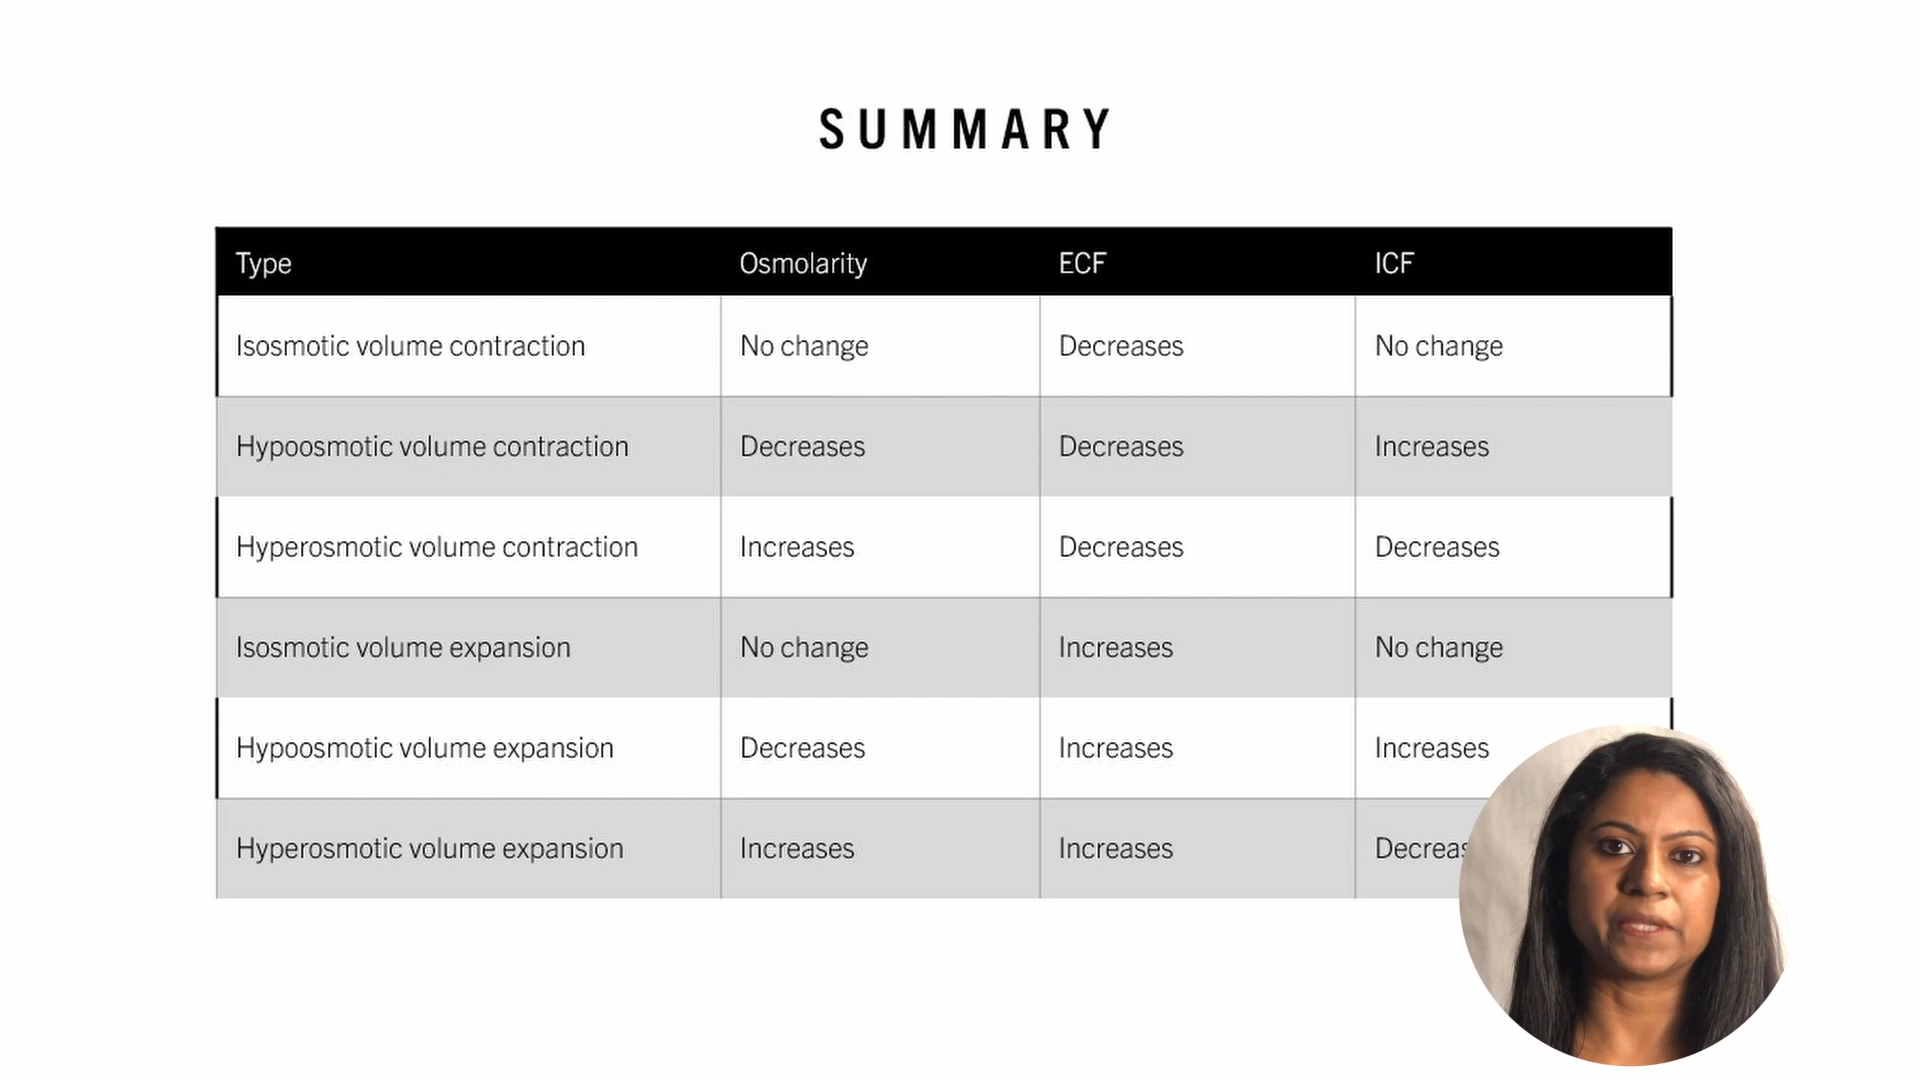 SUMMARY
Type Osmolarity ECF ICF
Isosmotic volume contraction No change Decreases No change
Hypoosmotic volume contraction Decreases Decreases Increases
Hyperosmotic volume contraction Increases Decreases Decreases
Isosmotic volume expansion No change Increases No change
Hypoosmotic volume expansion Decreases Increases Increases
Hyperosmotic volume expansion Increases Increases